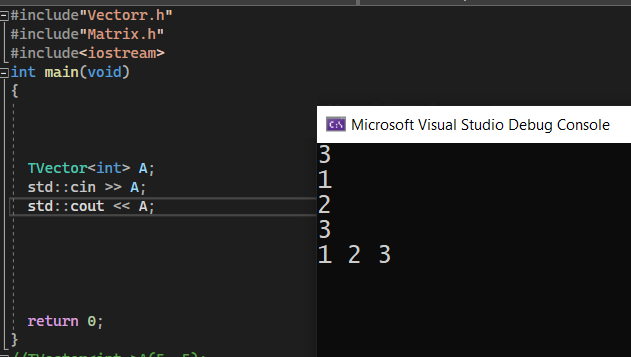 #include"Vectorr.h"
#include"Matrix.h"
#include<iostream>
int main(void)
{
TVector<int> A;
std::cin >> A;
std::cout << A;
return 0;
}
Microsoft Visual Studio Debug Console
3
1
2
3
1 2 3